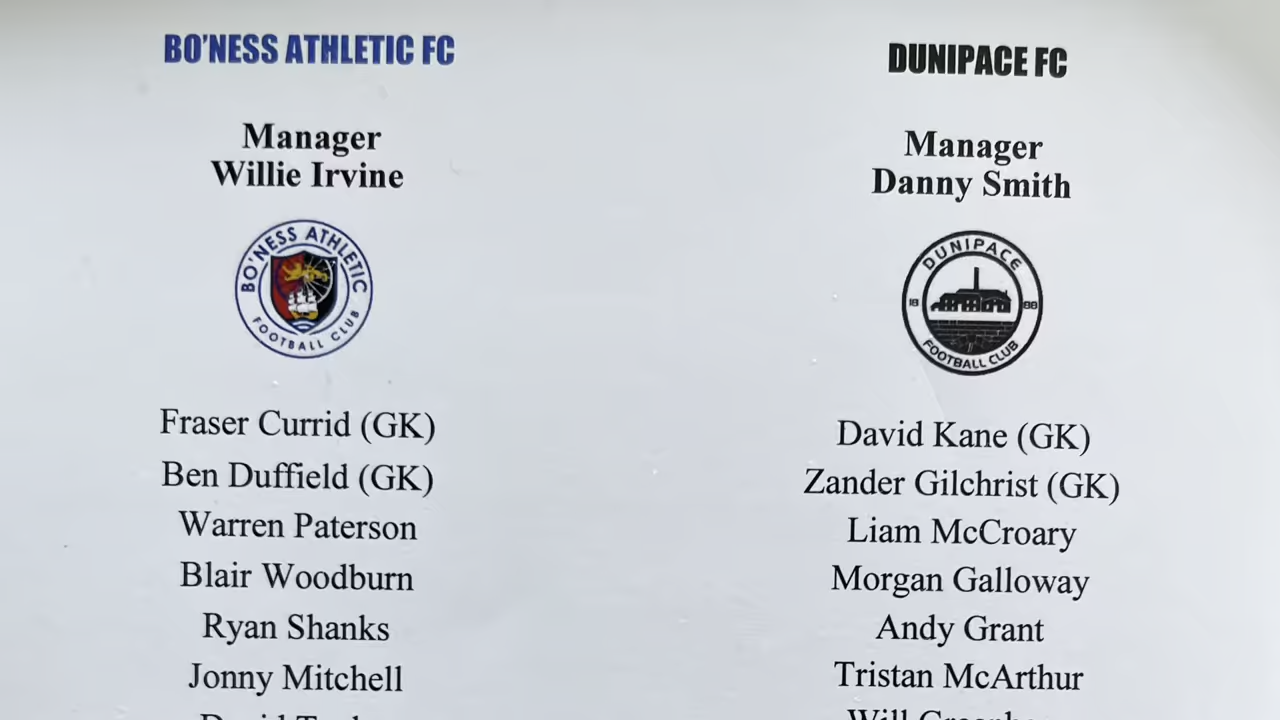 BO'NESS ATHLETIC FC
Manager
Willie Irvine
BO'NESS ATHLETIC
FOOTBALL CLUB
Fraser Currid (GK)
Ben Duffield (GK)
Warren Paterson
Blair Woodburn
Ryan Shanks
Jonny Mitchell
David
DUNIPACE FC
Manager
Danny Smith
DUNIPACE
18 88
FOOTBALL CLUB
David Kane (GK)
Zander Gilchrist (GK)
Liam McCroary
Morgan Galloway
Andy Grant
Tristan McArthur
Will